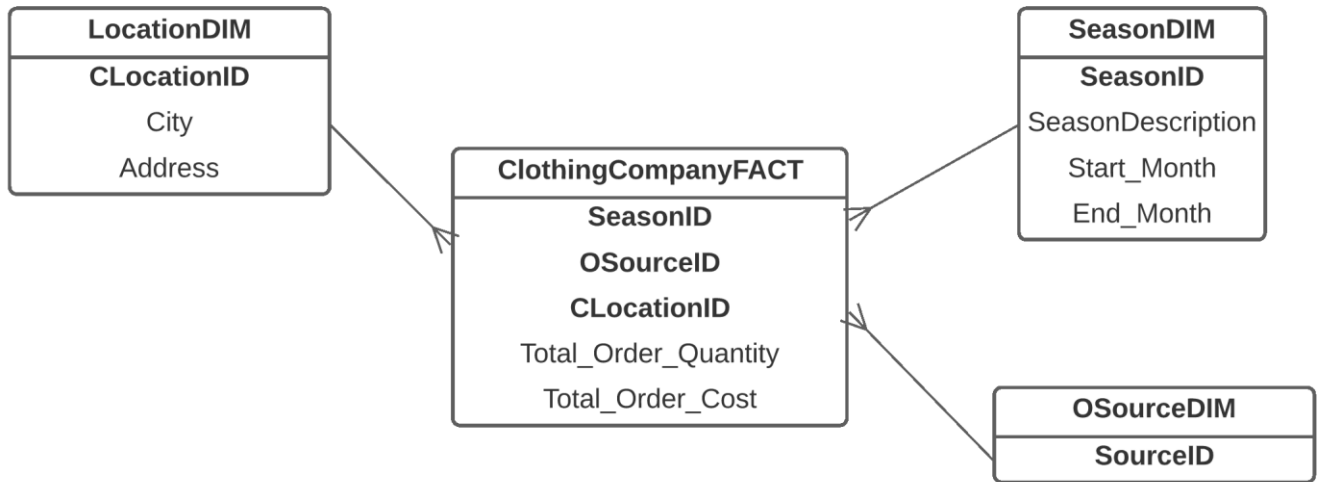 LocationDIM
CLocationID
City
Address
ClothingCompanyFACT
SeasonID
OSourceID
CLocationID
Total_Order_Quantity
Total_Order_Cost
SeasonDIM
SeasonID
SeasonDescription
Start_Month
End_Month
OSourceDIM
SourceID